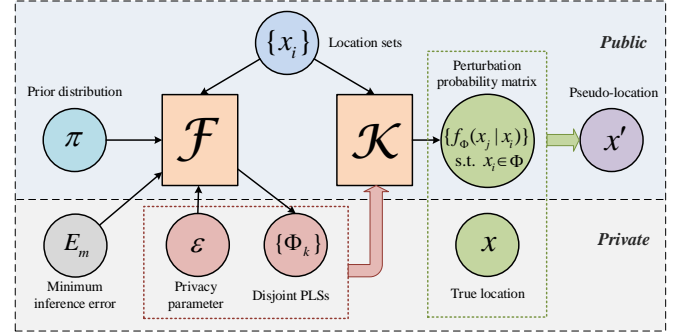 {x_i}
Location sets
Public
Perturbation
probability matrix
Prior distribution
Pseudo-location
π
F
K
{f_Φ(x_j | x_i)}
s.t. x_i ∈ Φ
x′
E_m
ε
{Φ_k}
x
Private
Minimum
inference error
Privacy
parameter
Disjoint PLSs
True location